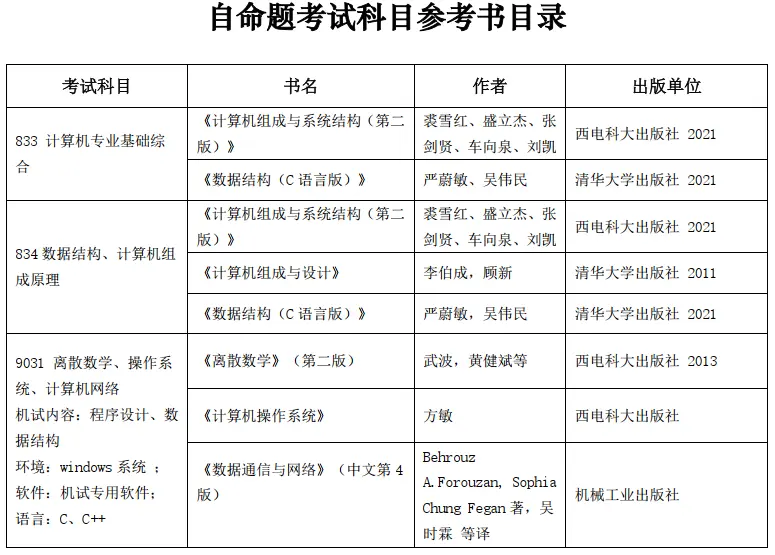 自命题考试科目参考书目录
考试科目 书名 作者 出版单位
833 计算机专业基础综
合
《计算机组成与系统结构（第二
版）》
裘雪红、盛立杰、张
剑贤、车向泉、刘凯
西电科大出版社 2021
《数据结构（C 语言版）》 严蔚敏、吴伟民 清华大学出版社 2021
834 数据结构、计算机组
成原理
《计算机组成与系统结构（第二
版）》
裘雪红、盛立杰、张
剑贤、车向泉、刘凯
西电科大出版社 2021
《计算机组成与设计》 李伯成，顾新 清华大学出版社 2011
《数据结构（C 语言版）》 严蔚敏，吴伟民 清华大学出版社 2021
9031 离散数学、操作系
统、计算机网络
机试内容：程序设计、数
据结构
环境：windows 系统 ；
软件：机试专用软件；
语言：C、C++
《离散数学》（第二版） 武波，黄健斌等 西电科大出版社 2013
《计算机操作系统》 方敏 西电科大出版社
《数据通信与网络》（中文第 4
版）
Behrouz
A.Forouzan, Sophia
Chung Fegan 著，吴
时霖 等译
机械工业出版社